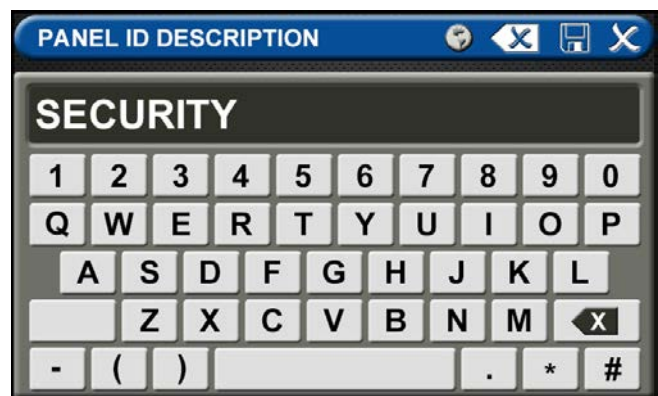 PANEL ID DESCRIPTION
SECURITY
1 2 3 4 5 6 7 8 9 0
Q W E R T Y U I O P
A S D F G H J K L
Z X C V B N M X
- ( ) . * #